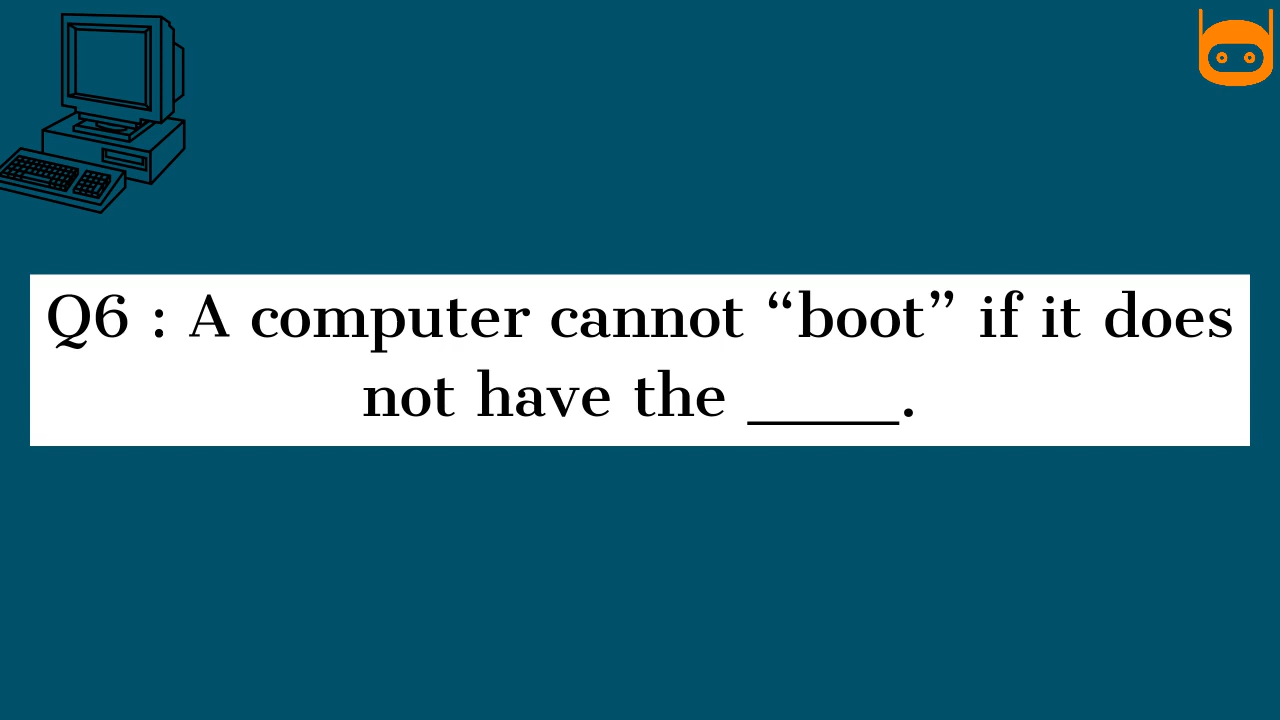 Q6 : A computer cannot “boot” if it does
not have the _____.